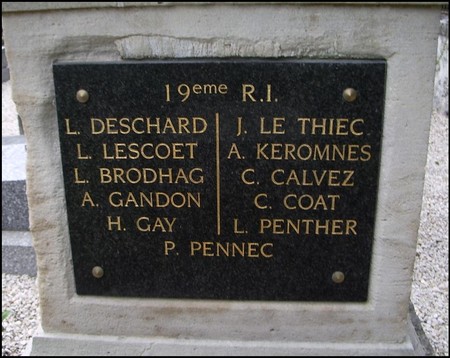 19eme R.I.
L. DESCHARD
L. LESCOET
L. BRODHAG
A. GANDON
H. GAY
J. LE THIEC
A. KEROMNES
C. CALVEZ
C. COAT
L. PENTHER
P. PENNEC